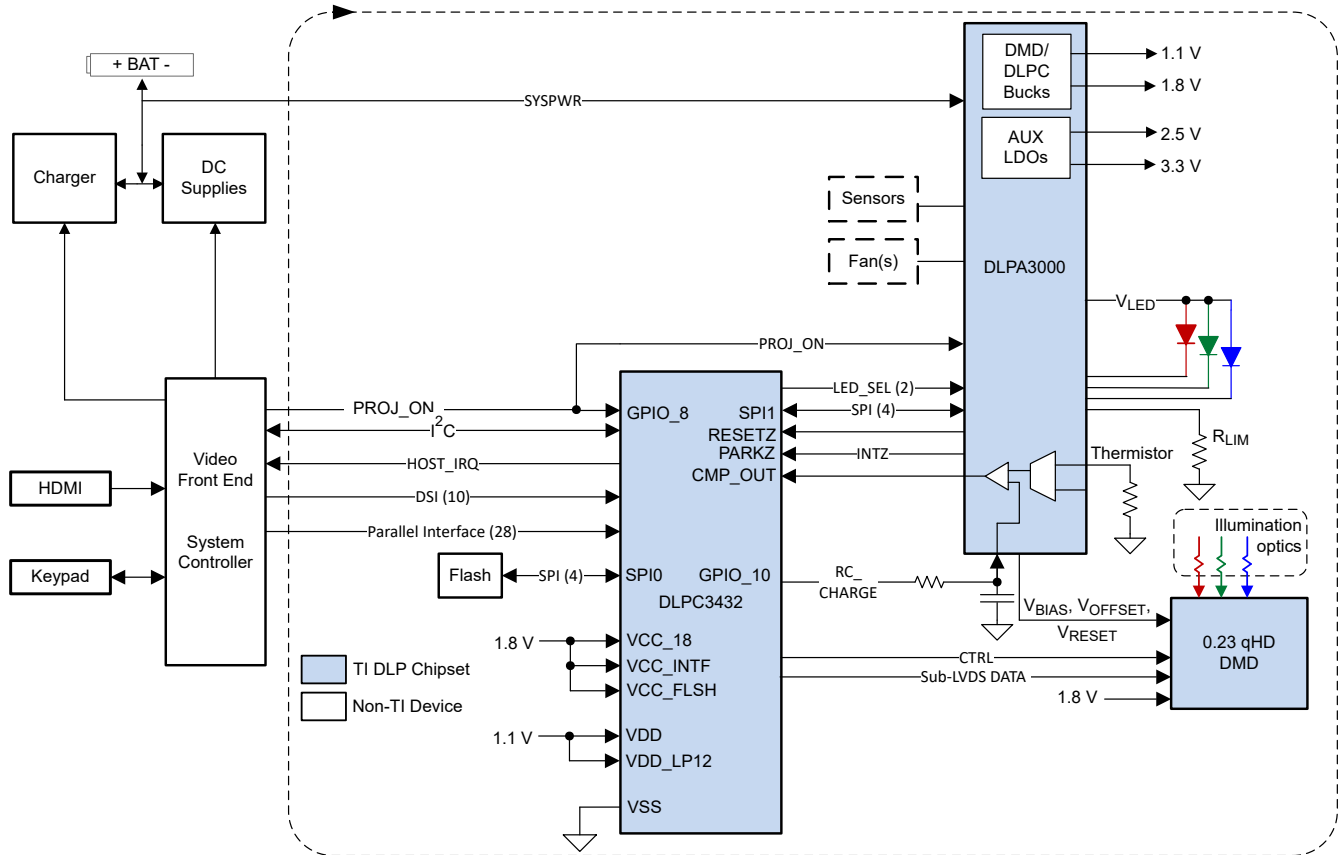 + BAT -
SYSPWR
Charger
DC
Supplies
DMD/
DLPC
Bucks
1.1 V
1.8 V
AUX
LDOs
2.5 V
3.3 V
Sensors
Fan(s)
DLPA3000
VLED
PROJ_ON
LED_SEL (2)
PROJ_ON
GPIO_8
SPI1
SPI (4)
I2C
RESETZ
HOST_IRQ
PARKZ
INTZ
CMP_OUT
Thermistor
RLIM
Video
Front End
System
Controller
HDMI
Keypad
DSI (10)
Parallel Interface (28)
Flash
SPI (4)
SPI0
GPIO_10
DLPC3432
RC_
CHARGE
Illumination
optics
VBIAS, VOFFSET,
VRESET
0.23 qHD
DMD
1.8 V
VCC_18
VCC_INTF
VCC_FLSH
CTRL
Sub-LVDS DATA
1.8 V
TI DLP Chipset
Non-TI Device
1.1 V
VDD
VDD_LP12
VSS